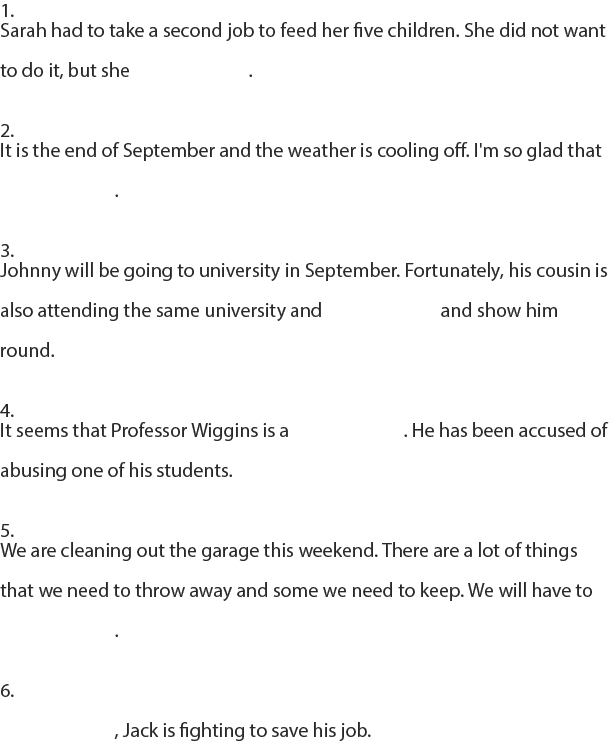 1.
Sarah had to take a second job to feed her five children. She did not want
to do it, but she .
2.
It is the end of September and the weather is cooling off. I'm so glad that
.
3.
Johnny will be going to university in September. Fortunately, his cousin is
also attending the same university and and show him
round.
4.
It seems that Professor Wiggins is a . He has been accused of
abusing one of his students.
5.
We are cleaning out the garage this weekend. There are a lot of things
that we need to throw away and some we need to keep. We will have to
.
6.
, Jack is fighting to save his job.